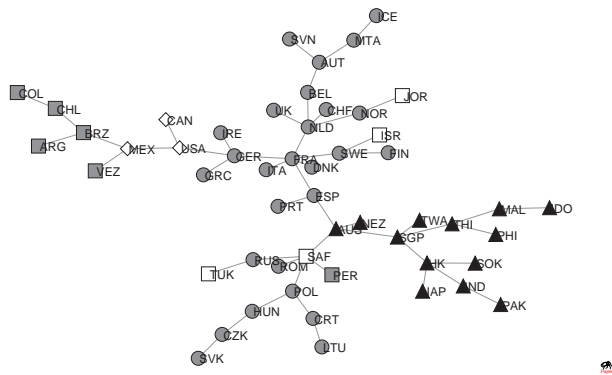 ICE
SVN
MTA
AUT
COL
BEL
JOR
CHL
UK
CHF
NOR
CAN
NLD
BRZ
IRE
ISR
ARG
MEX
USA
GER
FRA
SWE
FIN
VEZ
GRC
ITA
DNK
PRT
ESP
MAL
IDO
TWA
THI
AUS
NEZ
SGP
PHI
SAF
RUS
ROM
TUK
PER
HK
SOK
POL
JAP
IND
PAK
HUN
CRT
CZK
LTU
SVK